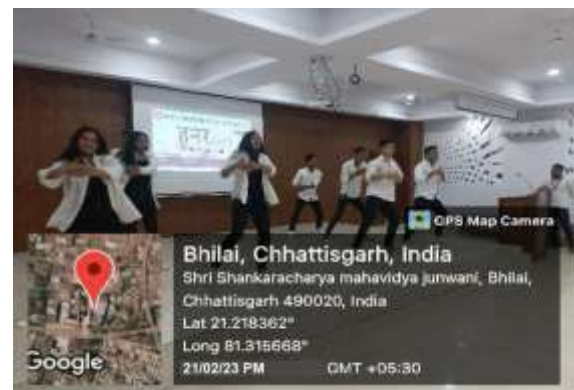 हुनर
GPS Map Camera
Bhilai, Chhattisgarh, India
Shri Shankaracharya mahavidya junwani, Bhilai,
Chhattisgarh 490020, India
Lat 21.218362°
Long 81.315668°
21/02/23 PM GMT +05:30
Google